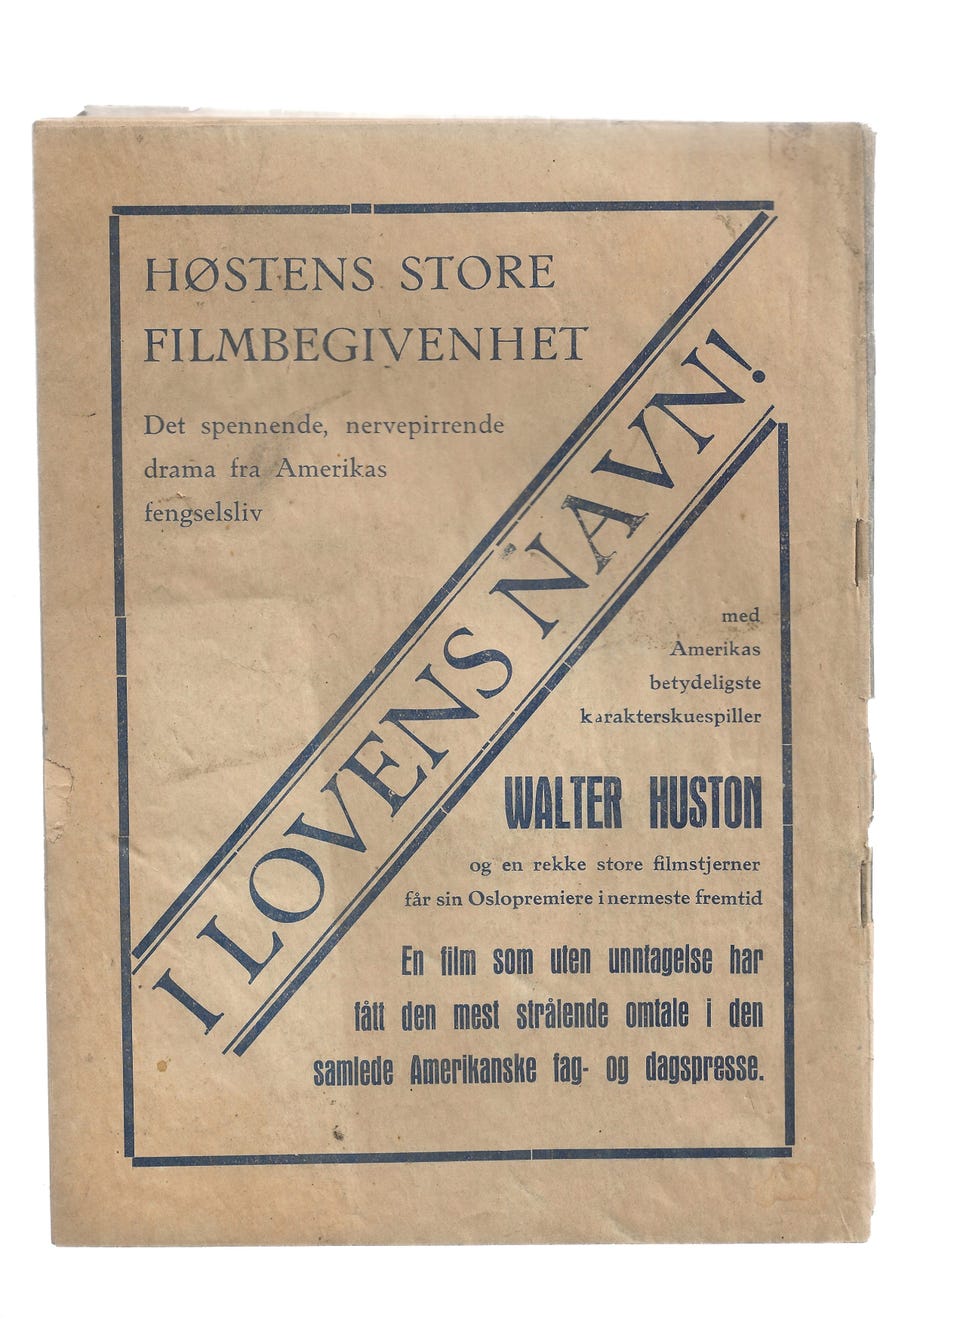 HØSTENS STORE
FILMBEGIVENHET
Det spennende, nervepirrende
drama fra Amerikas
fengselsliv
I LOVENS NAVN!
med
Amerikas
betydeligste
karakterskuespiller
WALTER HUSTON
og en rekke store filmstjerner
får sin Oslopremiere i nermeste fremtid
En film som uten unntagelse har
fått den mest strålende omtale i den
samlede Amerikanske fag- og dagspresse.